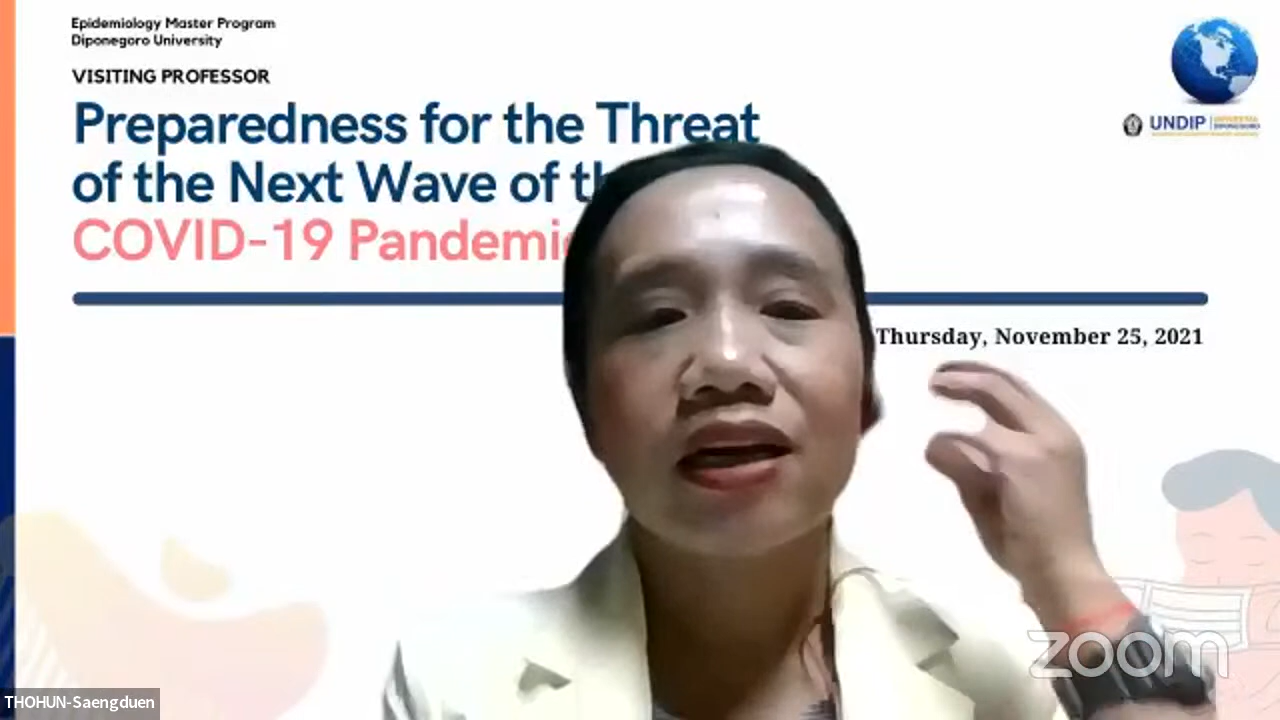 Epidemiology Master Program
Diponegoro University
VISITING PROFESSOR
Preparedness for the Threat
of the Next Wave of th
COVID-19 Pandemic
UNDIP
Thursday, November 25, 2021
zoom
THOHUN-Saengduen